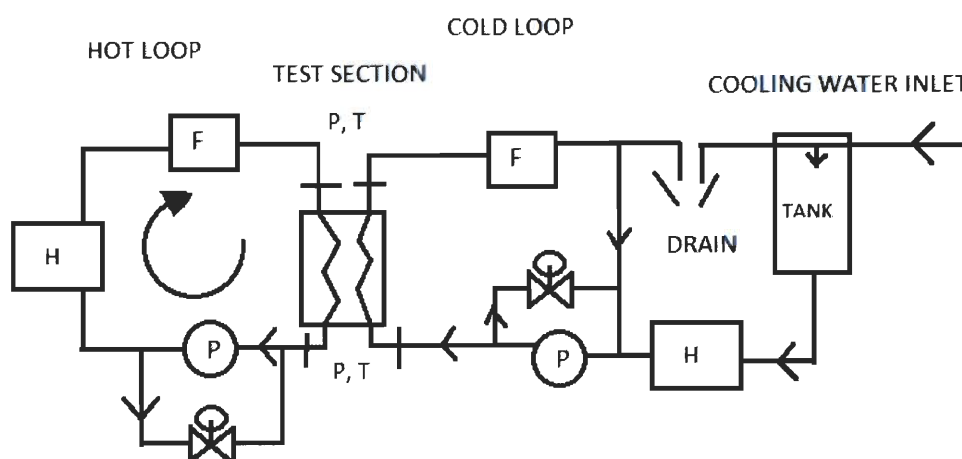 COLD LOOP
HOT LOOP
TEST SECTION
COOLING WATER INLET
P, T
F
F
TANK
H
DRAIN
P
P
H
P, T